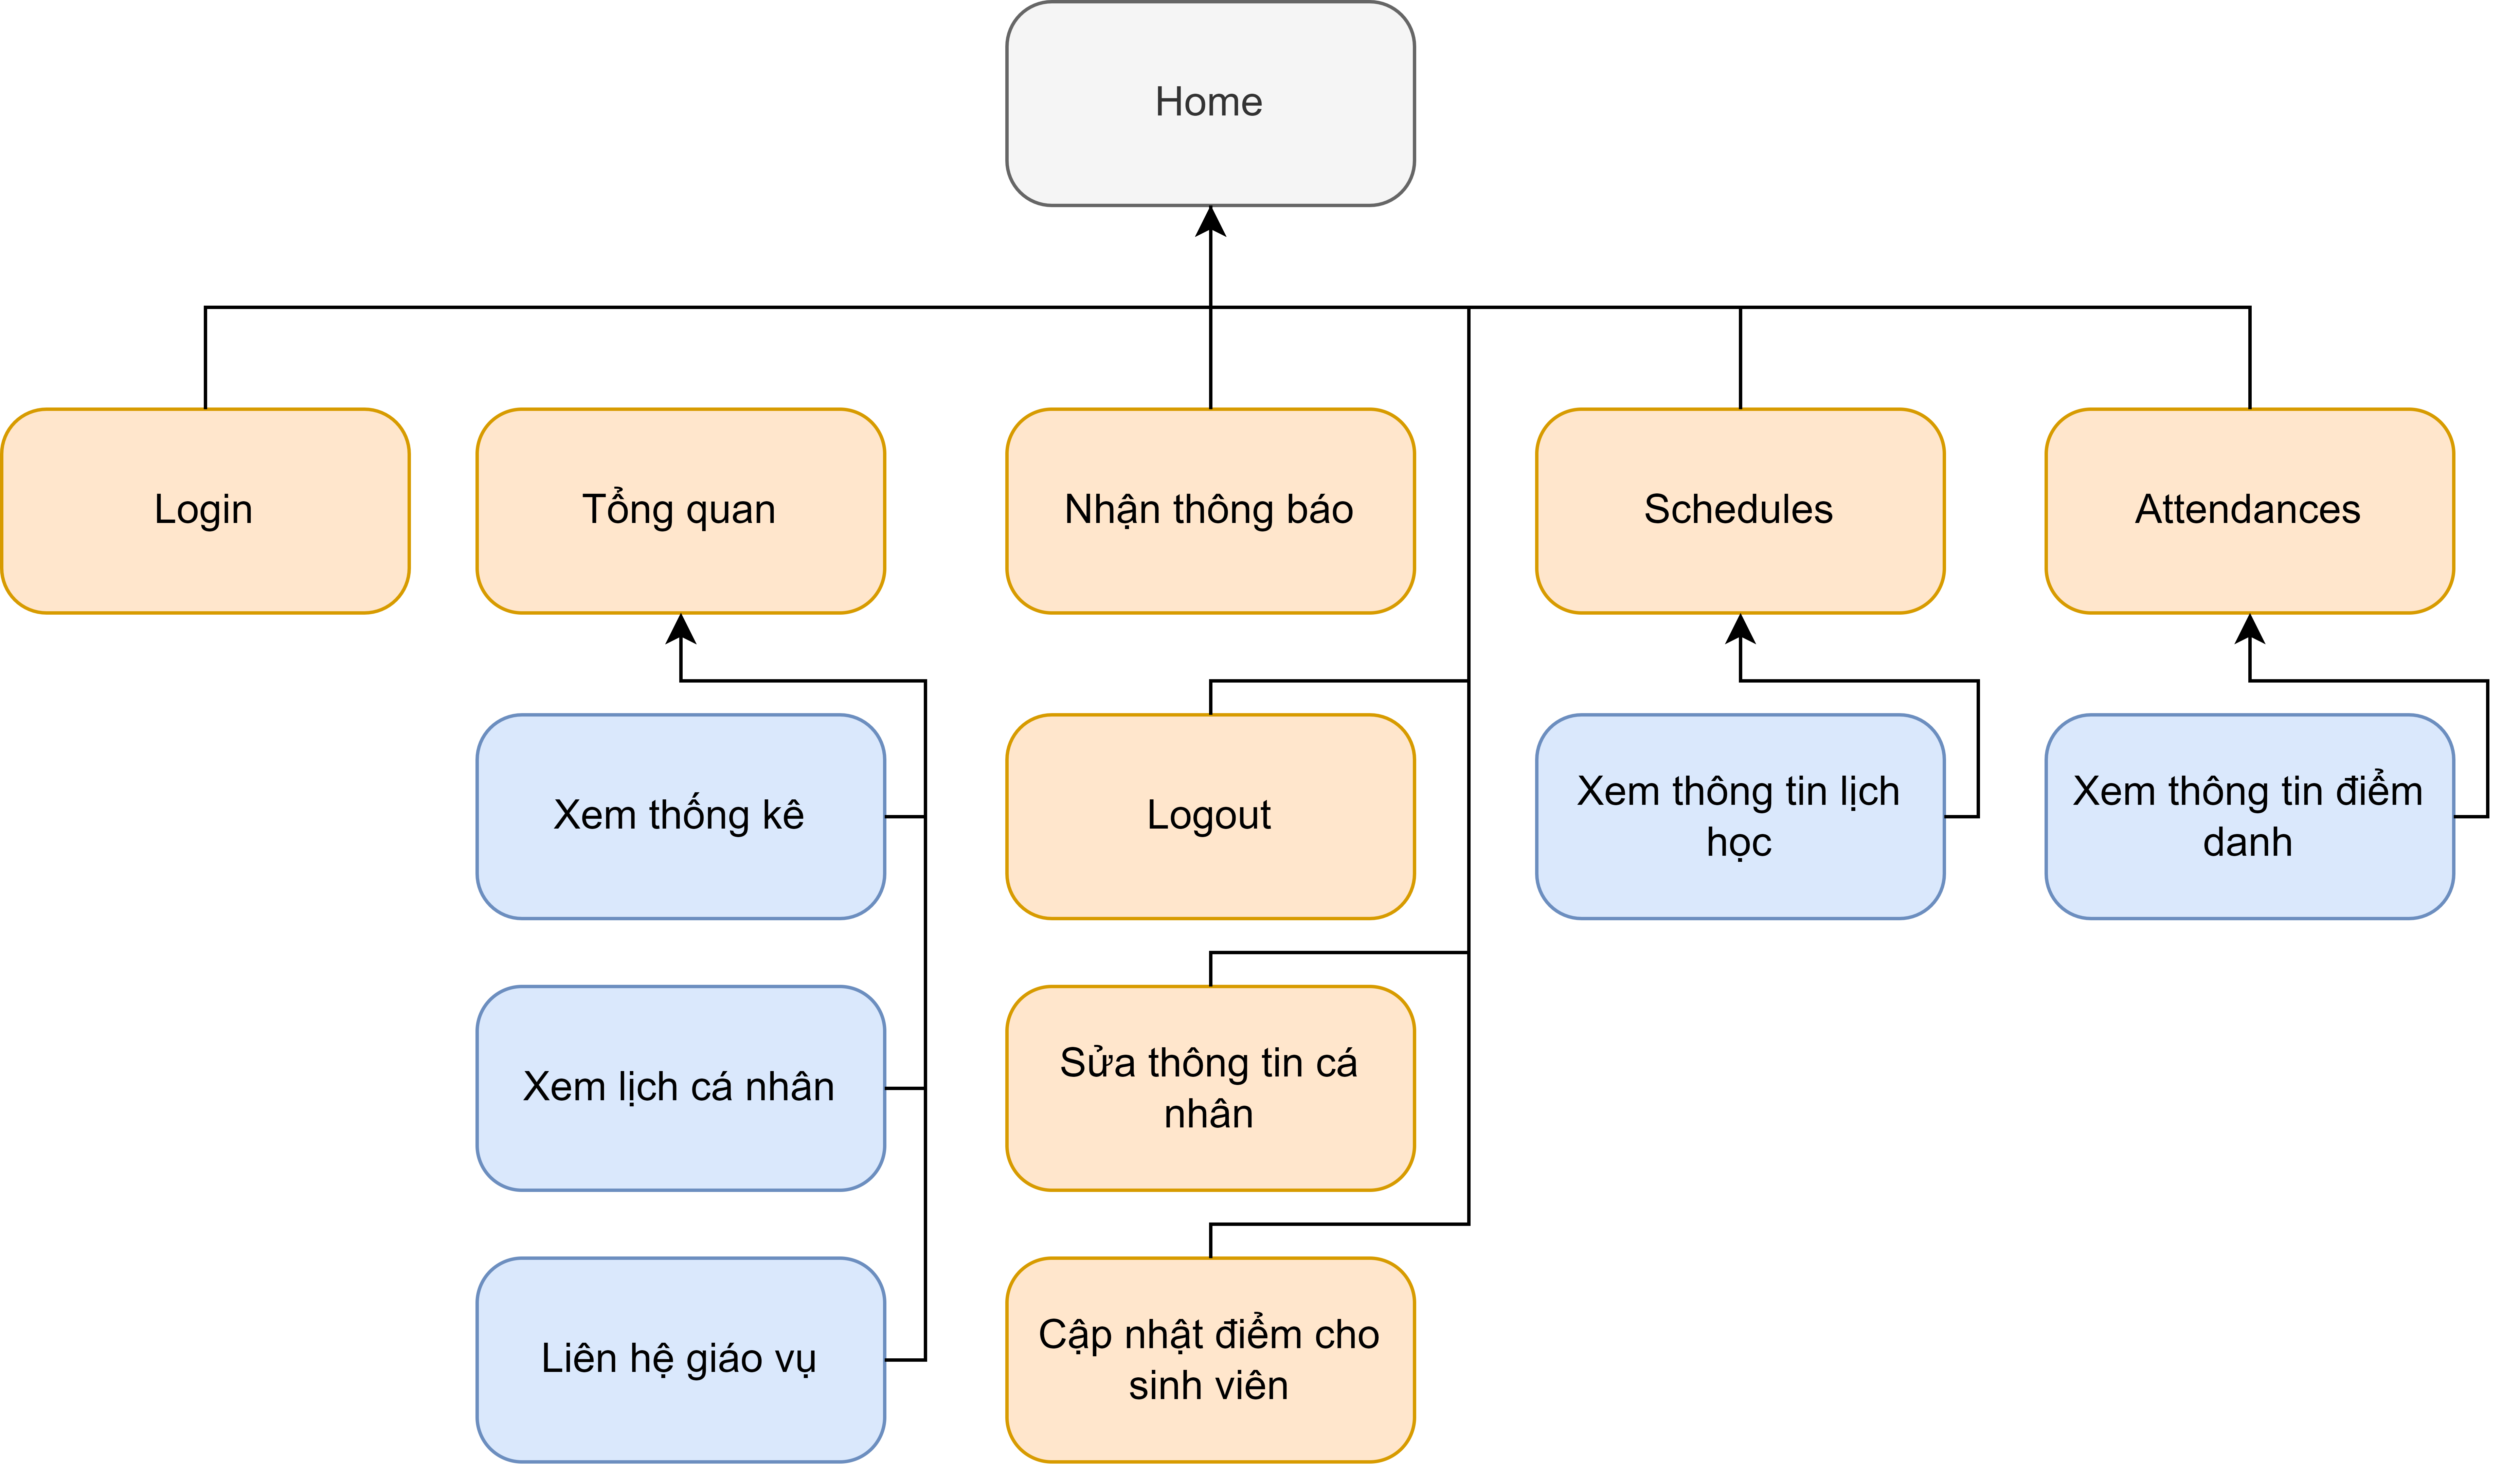 Home
Login
Tổng quan
Nhận thông báo
Schedules
Attendances
Xem thống kê
Logout
Xem thông tin lịch
học
Xem thông tin điểm
danh
Xem lịch cá nhân
Sửa thông tin cá
nhân
Liên hệ giáo vụ
Cập nhật điểm cho
sinh viên